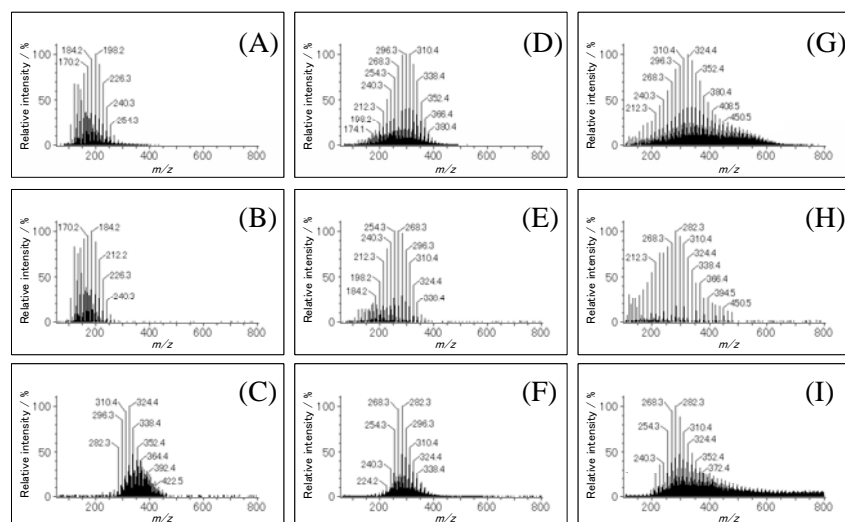 Relative intensity / %
100
50
0
184.2 198.2
170.2
226.3
240.3
254.3
200 400 600 800
m/z
(A)
Relative intensity / %
100
50
0
296.3 310.4
268.3
254.3 338.4
240.3
212.3 352.4
198.2 366.4
174.1 380.4
200 400 600 800
m/z
(D)
Relative intensity / %
100
50
0
310.4 324.4
296.3 352.4
268.3
240.3 380.4
212.3 408.5
450.5
200 400 600 800
m/z
(G)
Relative intensity / %
100
50
0
170.2 184.2
212.2
226.3
240.3
200 400 600 800
m/z
(B)
Relative intensity / %
100
50
0
254.3 268.3
240.3 296.3
212.3 310.4
198.2 324.4
184.2
200 400 600 800
m/z
(E)
Relative intensity / %
100
50
0
282.3
268.3 310.4
212.3 324.4
338.4
366.4
394.5
450.5
200 400 600 800
m/z
(H)
Relative intensity / %
100
50
0
310.4 324.4
296.3 338.4
282.3 352.4
364.4
392.4
422.5
200 400 600 800
m/z
(C)
Relative intensity / %
100
50
0
268.3 282.3
254.3 296.3
310.4
240.3 324.4
224.2 338.4
200 400 600 800
m/z
(F)
Relative intensity / %
100
50
0
268.3 282.3
254.3 310.4
324.4
240.3 352.4
372.4
200 400 600 800
m/z
(I)